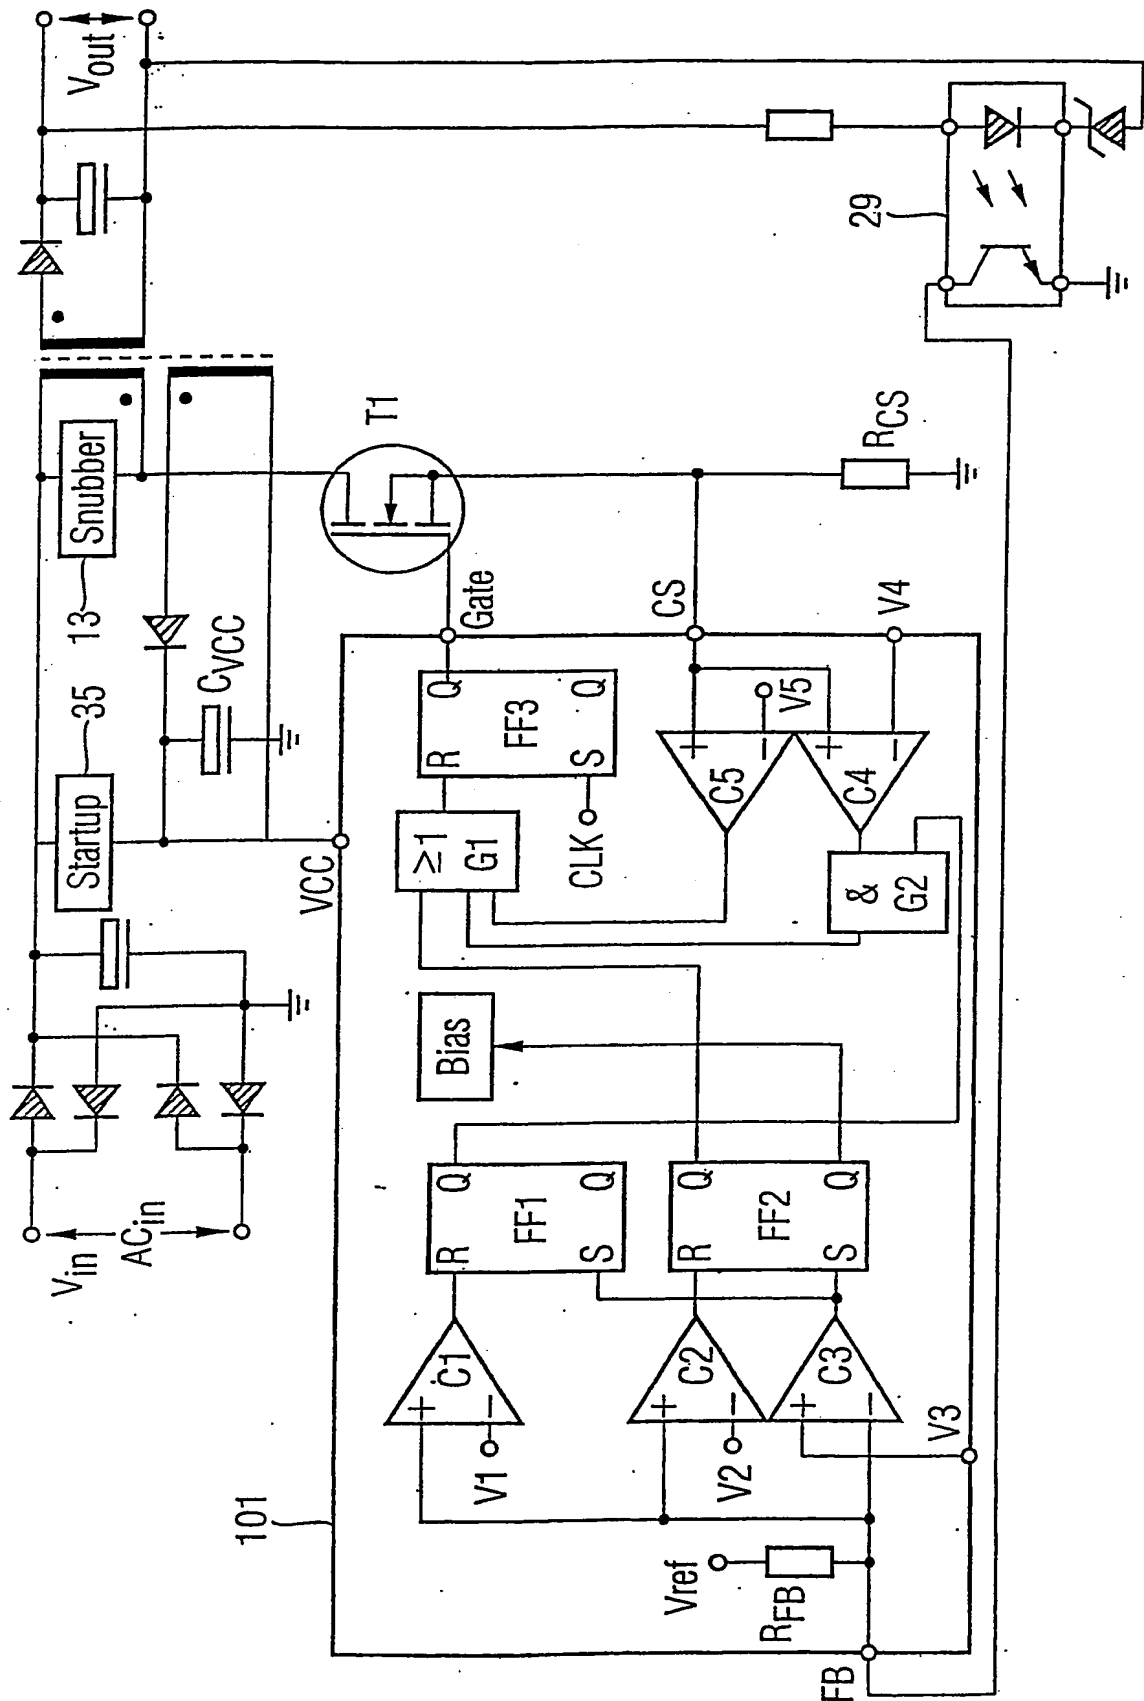 Vin
ACin
Startup
35
13
Snubber
CVCC
Vout
VCC
T1
Gate
CS
RCS
V4
29
101
Vref
RFB
FB
V3
V1
C1
+
−
V2
C2
+
−
C3
+
−
R
Q
FF1
S
Q
R
Q
FF2
S
Q
Bias
≥1
G1
R
Q
FF3
S
Q
CLK
C5
+
−
V5
C4
+
−
&
G2